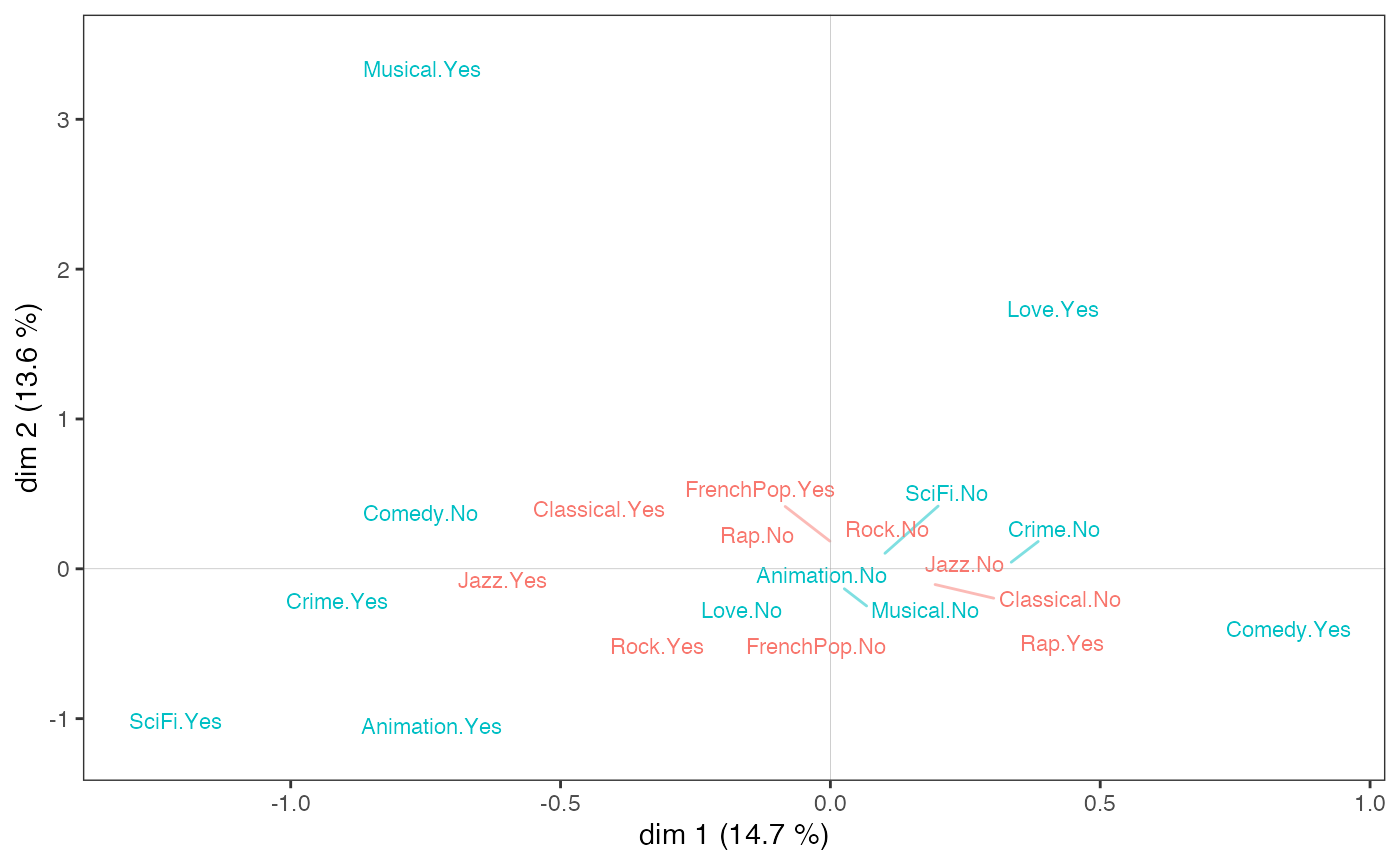 Musical.Yes
3
2
Love.Yes
dim 2 (13.6 %)
1
FrenchPop.Yes
SciFi.No
Comedy.No
Classical.Yes
Rap.No
Rock.No
Crime.No
0
Jazz.Yes
Animation.No
Jazz.No
Crime.Yes
Love.No
Musical.No
Classical.No
Comedy.Yes
Rock.Yes
FrenchPop.No
Rap.Yes
-1
SciFi.Yes
Animation.Yes
-1.0 -0.5 0.0 0.5 1.0
dim 1 (14.7 %)